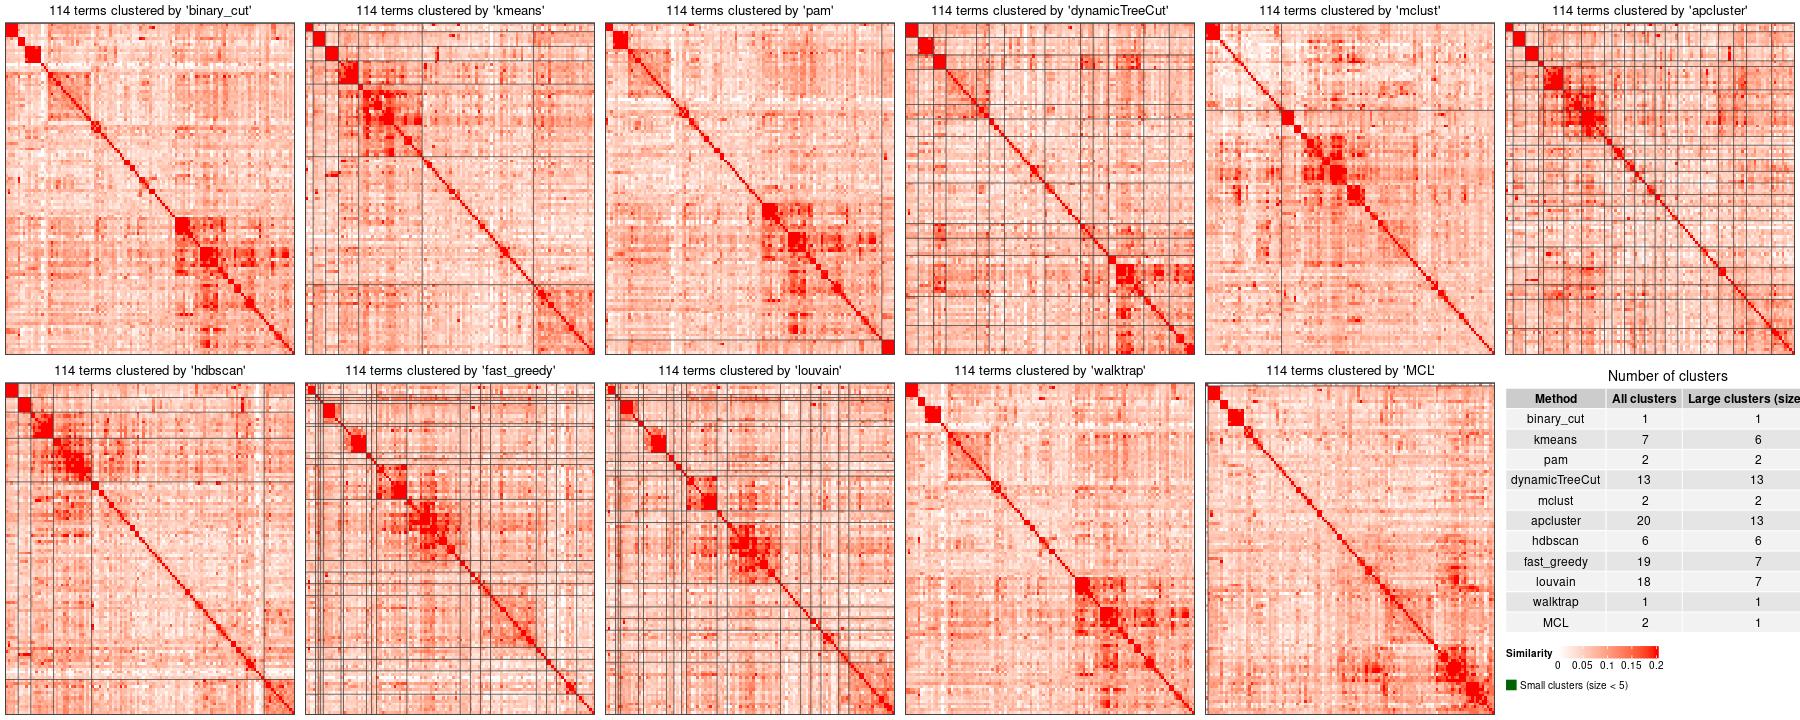 114 terms clustered by 'binary_cut'
114 terms clustered by 'kmeans'
114 terms clustered by 'pam'
114 terms clustered by 'dynamicTreeCut'
114 terms clustered by 'mclust'
114 terms clustered by 'apcluster'
114 terms clustered by 'hdbscan'
114 terms clustered by 'fast_greedy'
114 terms clustered by 'louvain'
114 terms clustered by 'walktrap'
114 terms clustered by 'MCL'
Number of clusters
Method All clusters Large clusters (size
binary_cut 1 1
kmeans 7 6
pam 2 2
dynamicTreeCut 13 13
mclust 2 2
apcluster 20 13
hdbscan 6 6
fast_greedy 19 7
louvain 18 7
walktrap 1 1
MCL 2 1
Similarity
0 0.05 0.1 0.15 0.2
Small clusters (size < 5)